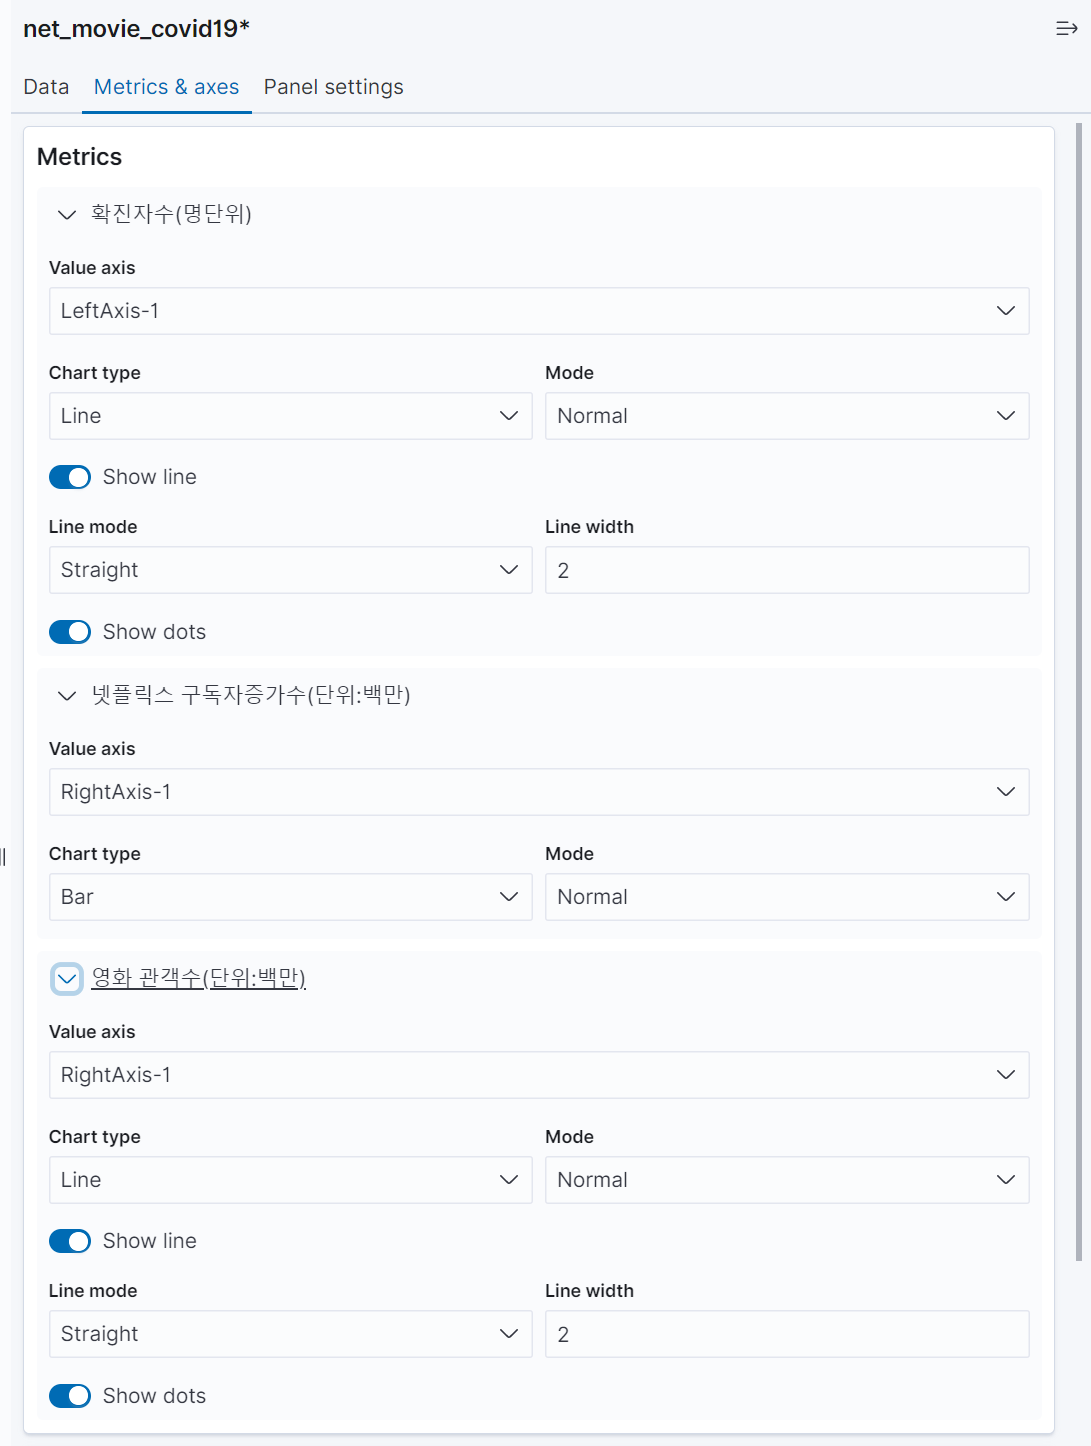 net_movie_covid19*
Data Metrics & axes Panel settings
Metrics
확진자수(명단위)
Value axis
LeftAxis-1
Chart type Mode
Line Normal
Show line
Line mode Line width
Straight 2
Show dots
넷플릭스 구독자증가수(단위:백만)
Value axis
RightAxis-1
Chart type Mode
Bar Normal
영화 관객수(단위:백만)
Value axis
RightAxis-1
Chart type Mode
Line Normal
Show line
Line mode Line width
Straight 2
Show dots